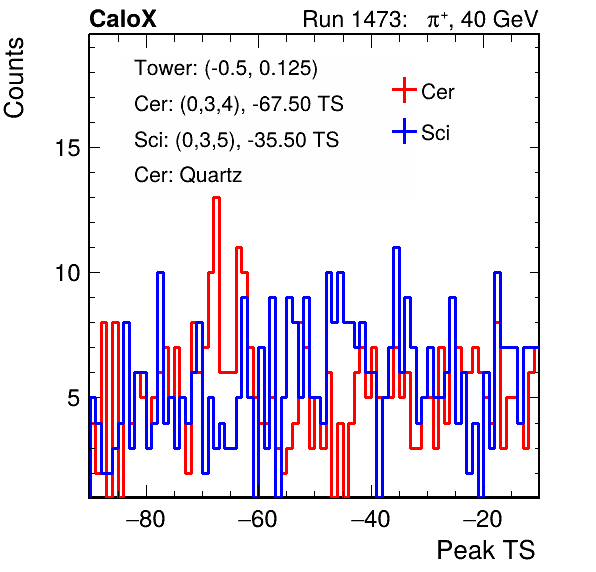 CaloX Run 1473: π⁺, 40 GeV
Counts
Tower: (-0.5, 0.125)
Cer: (0,3,4), -67.50 TS
Sci: (0,3,5), -35.50 TS
Cer: Quartz
Cer
Sci
15
10
5
−80 −60 −40 −20
Peak TS